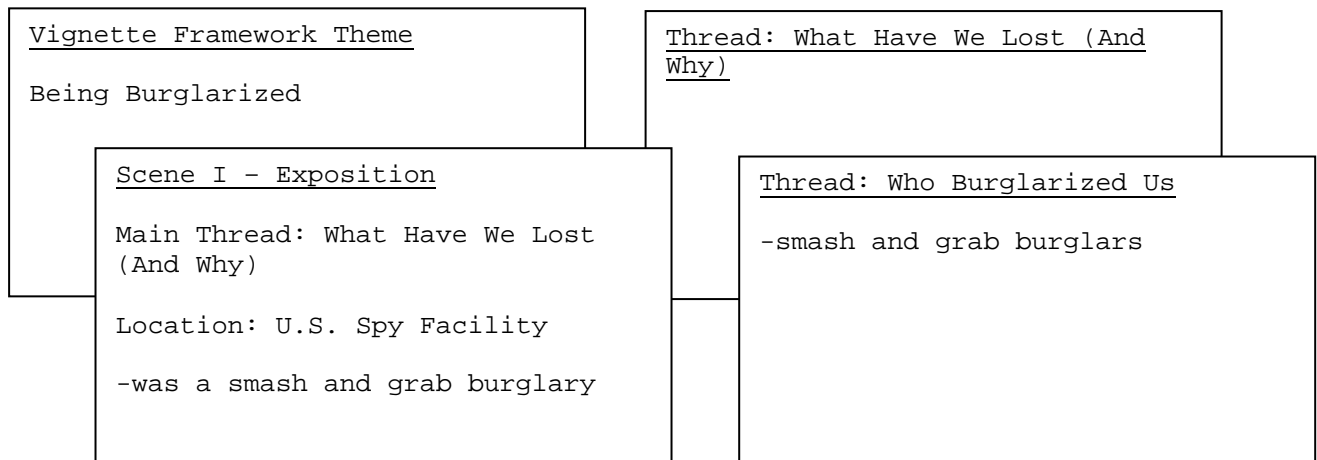 Vignette Framework Theme
Being Burglarized
Scene I – Exposition
Main Thread: What Have We Lost
(And Why)
Location: U.S. Spy Facility
-was a smash and grab burglary
Thread: What Have We Lost (And
Why)
Thread: Who Burglarized Us
-smash and grab burglars